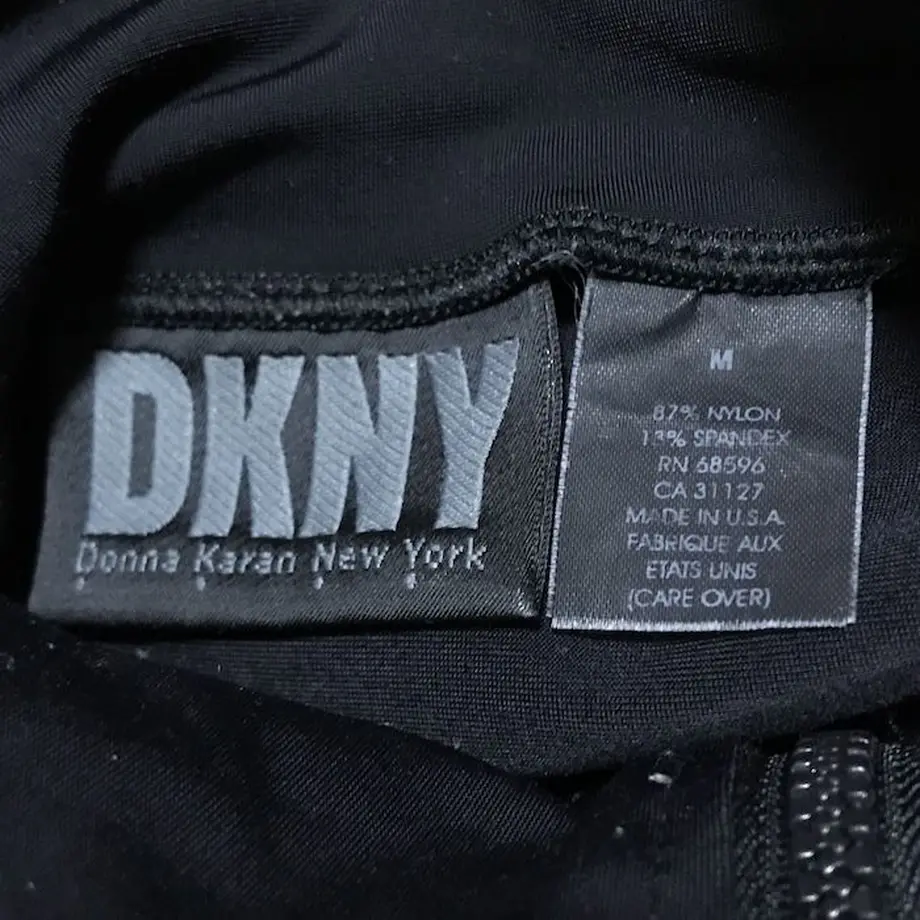 DKNY
Donna Karan New York
M
87% NYLON
13% SPANDEX
RN 68596
CA 31127
MADE IN U.S.A.
FABRIQUE AUX
ETATS UNIS
(CARE OVER)